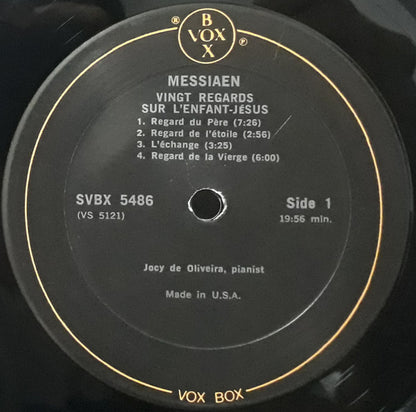 B
VOX
X
® ℗
MESSIAEN
VINGT REGARDS
SUR L'ENFANT-JÉSUS
1. Regard du Père (7:26)
2. Regard de l'étoile (2:56)
3. L'échange (3:25)
4. Regard de la Vierge (6:00)
SVBX 5486
(VS 5121)
Side 1
19:56 min.
Jocy de Oliveira, pianist
Made in U.S.A.
VOX BOX